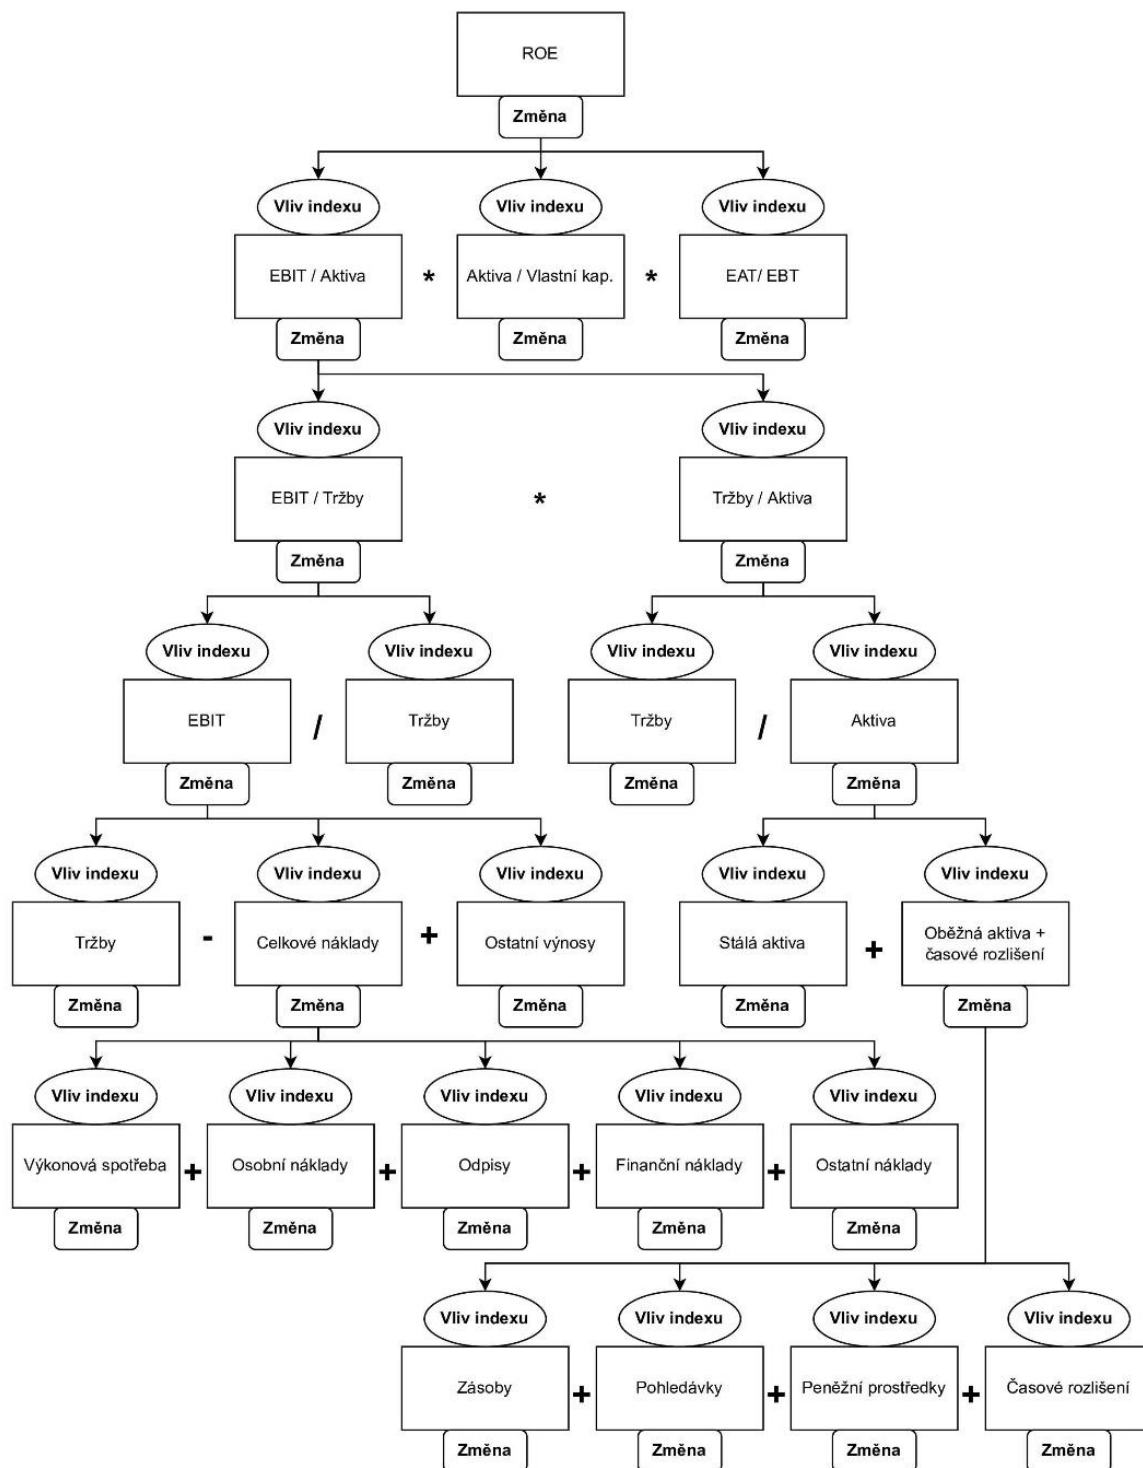 ROE
Změna
Vliv indexu Vliv indexu Vliv indexu
EBIT / Aktiva * Aktiva / Vlastní kap. * EAT/ EBT
Změna Změna Změna
Vliv indexu Vliv indexu
EBIT / Tržby * Tržby / Aktiva
Změna Změna
Vliv indexu Vliv indexu Vliv indexu Vliv indexu
EBIT / Tržby Tržby / Aktiva
Změna Změna Změna Změna
Vliv indexu Vliv indexu Vliv indexu Vliv indexu Vliv indexu
Tržby - Celkové náklady + Ostatní výnosy Stálá aktiva + Oběžná aktiva +
časové rozlišení
Změna Změna Změna Změna Změna
Vliv indexu Vliv indexu Vliv indexu Vliv indexu Vliv indexu
Výkonová spotřeba + Osobní náklady + Odpisy + Finanční náklady + Ostatní náklady
Změna Změna Změna Změna Změna
Vliv indexu Vliv indexu Vliv indexu Vliv indexu
Zásoby + Pohledávky + Peněžní prostředky + Časové rozlišení
Změna Změna Změna Změna